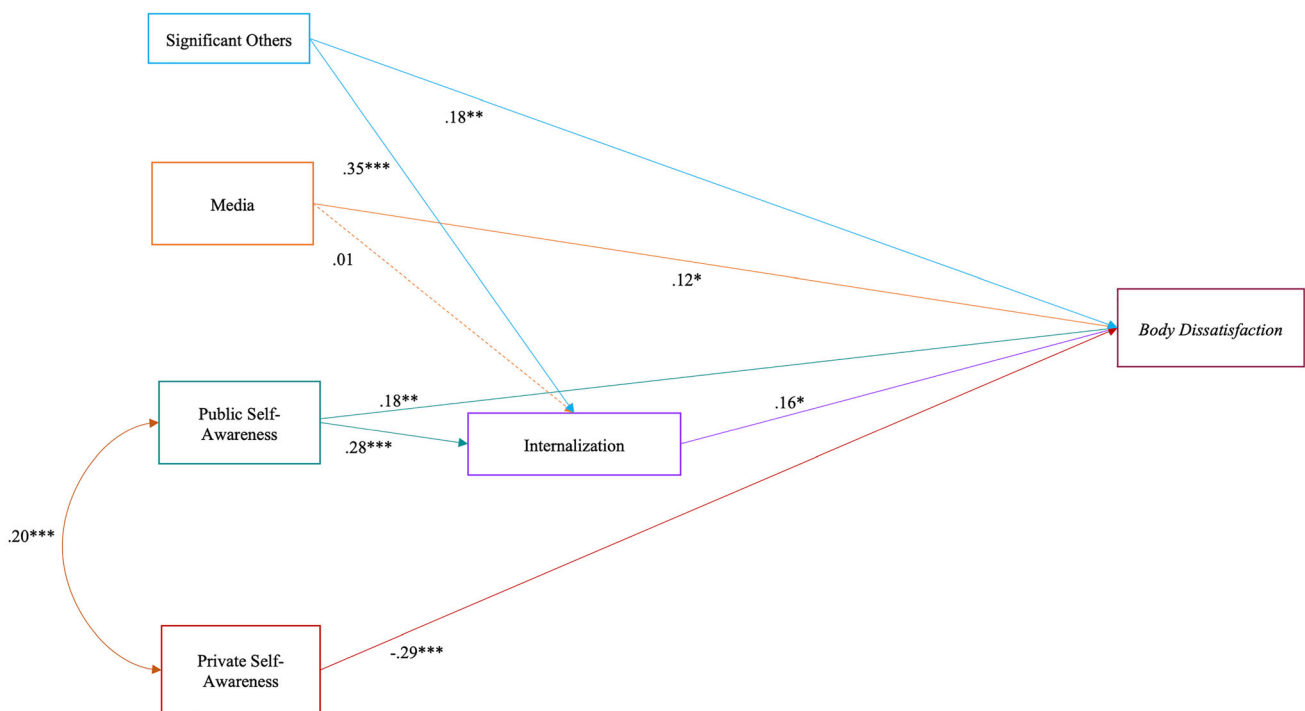 Significant Others
.18**
.35***
Media
.01
.12*
Body Dissatisfaction
Public Self-
Awareness
.18**
.28***
Internalization
.16*
.20***
Private Self-
Awareness
-.29***